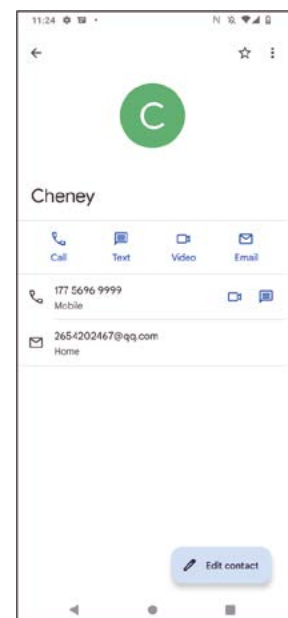 11:24
C
Cheney
Call Text Video Email
177 5696 9999
Mobile
2654202467@qq.com
Home
Edit contact